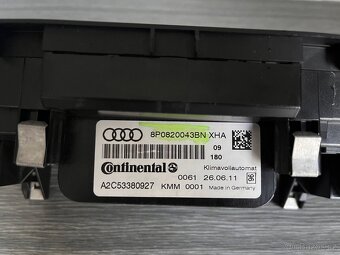 8P0820043BN XHA
09
180
Continental
Klimavollautomat
0061 26.06.11
A2C53380927 KMM 0001 Made in Germany